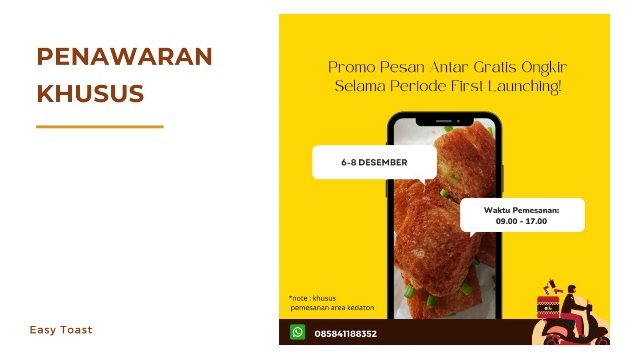 PENAWARAN
KHUSUS
Promo Pesan Antar Gratis Ongkir
Selama Periode First Launching!
6-8 DESEMBER
Waktu Pemesanan:
09.00 - 17.00
*note : khusus
pemesanan area kedaton
085841188352
Easy Toast